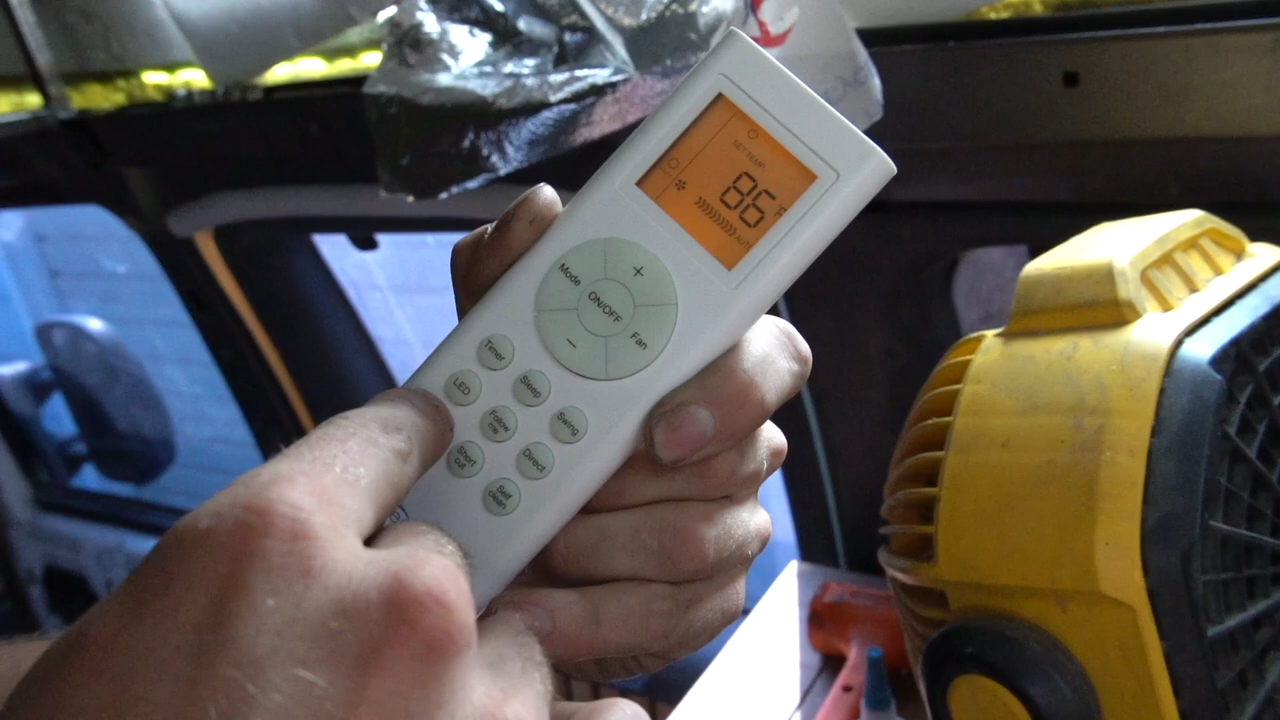 SET TEMP.
86 F
AUTO
Mode
+
ON/OFF
−
Fan
Timer
LED
Sleep
Follow
me
Swing
Short
cut
Direct
Self
clean